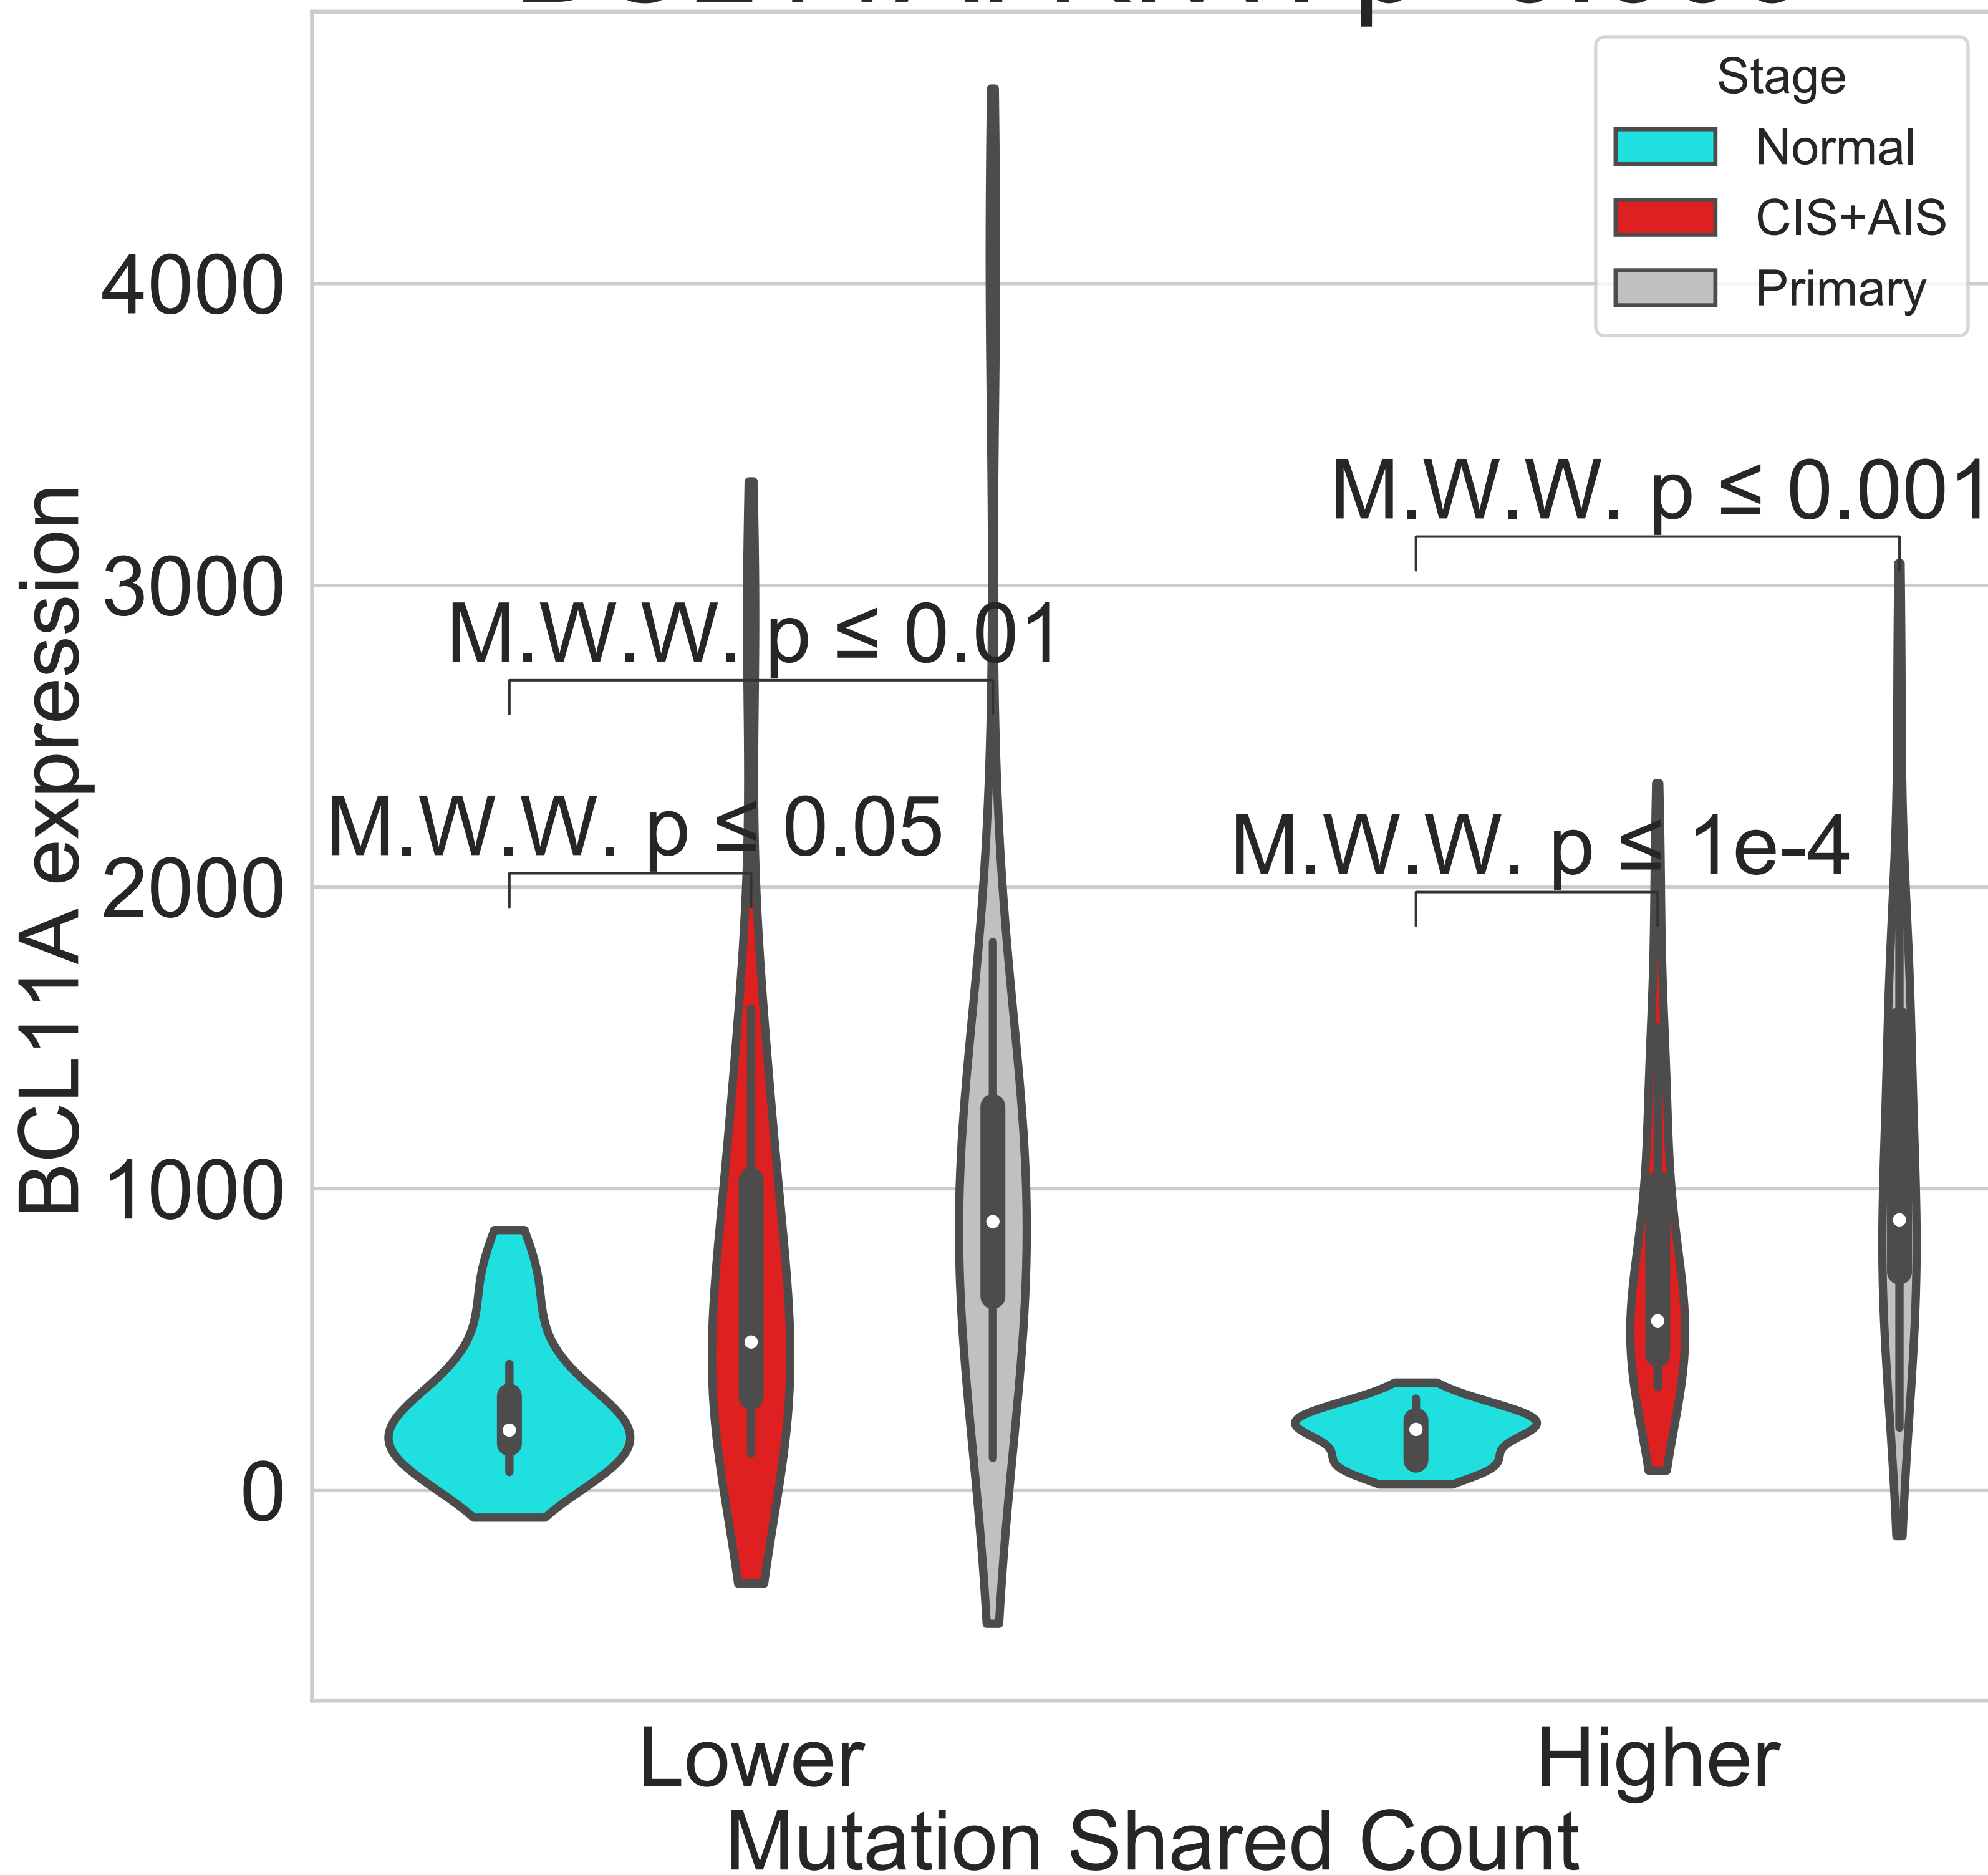 Stage
Normal
CIS+AIS
Primary
4000
3000
2000
1000
0
BCL11A expression
M.W.W. p ≤ 0.001
M.W.W. p ≤ 0.01
M.W.W. p ≤ 0.05
M.W.W. p ≤ 1e-4
Lower
Higher
Mutation Shared Count